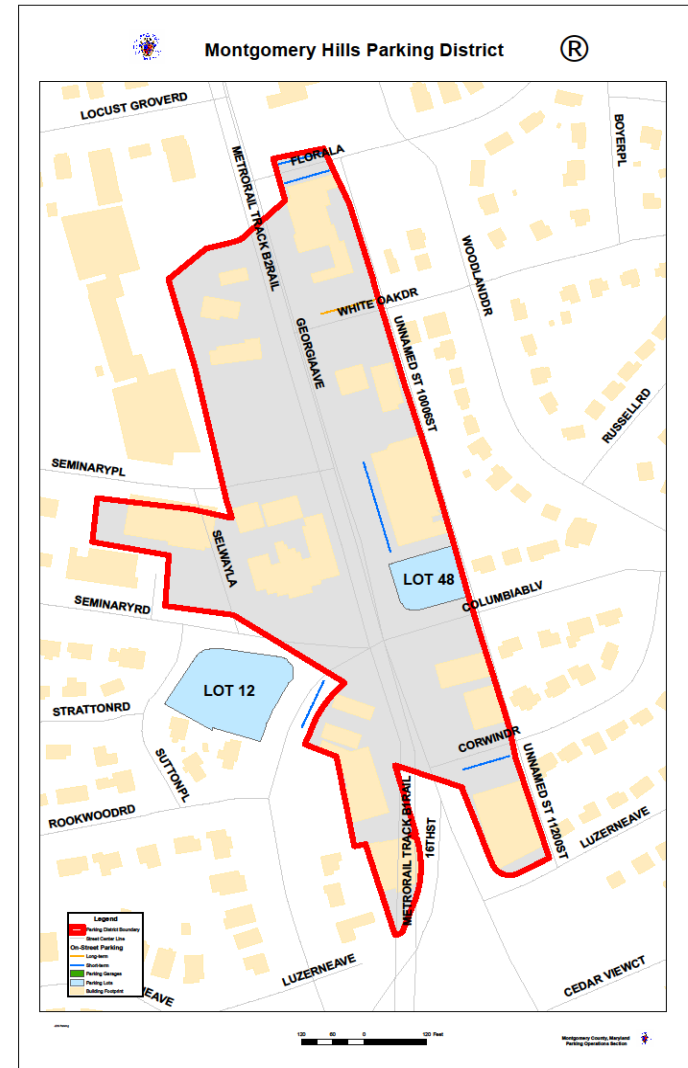 Montgomery Hills Parking District
®
LOCUST GROVERD
FLORALA
BOYERPL
METRORAIL TRACK B2RAIL
WOODLANDDR
WHITE OAKDR
GEORGIAAVE
UNNAMED ST 10006ST
RUSSELLRD
SEMINARYPL
SELWAYLA
LOT 48
COLUMBIABLV
SEMINARYRD
LOT 12
STRATTONRD
CORWINDR
SUTTONPL
UNNAMED ST 11200ST
ROOKWOODRD
METRORAIL TRACK B1RAIL
16THST
LUZERNEAVE
LUZERNEAVE
CEDAR VIEWCT
NEAVE
Legend
Parking District Boundary
Street Center Line
On-Street Parking
Long-term
Short-term
Parking Garages
Parking Lots
Building Footprint
120 60 0 120 Feet
Montgomery County, Maryland
Parking Operations Section